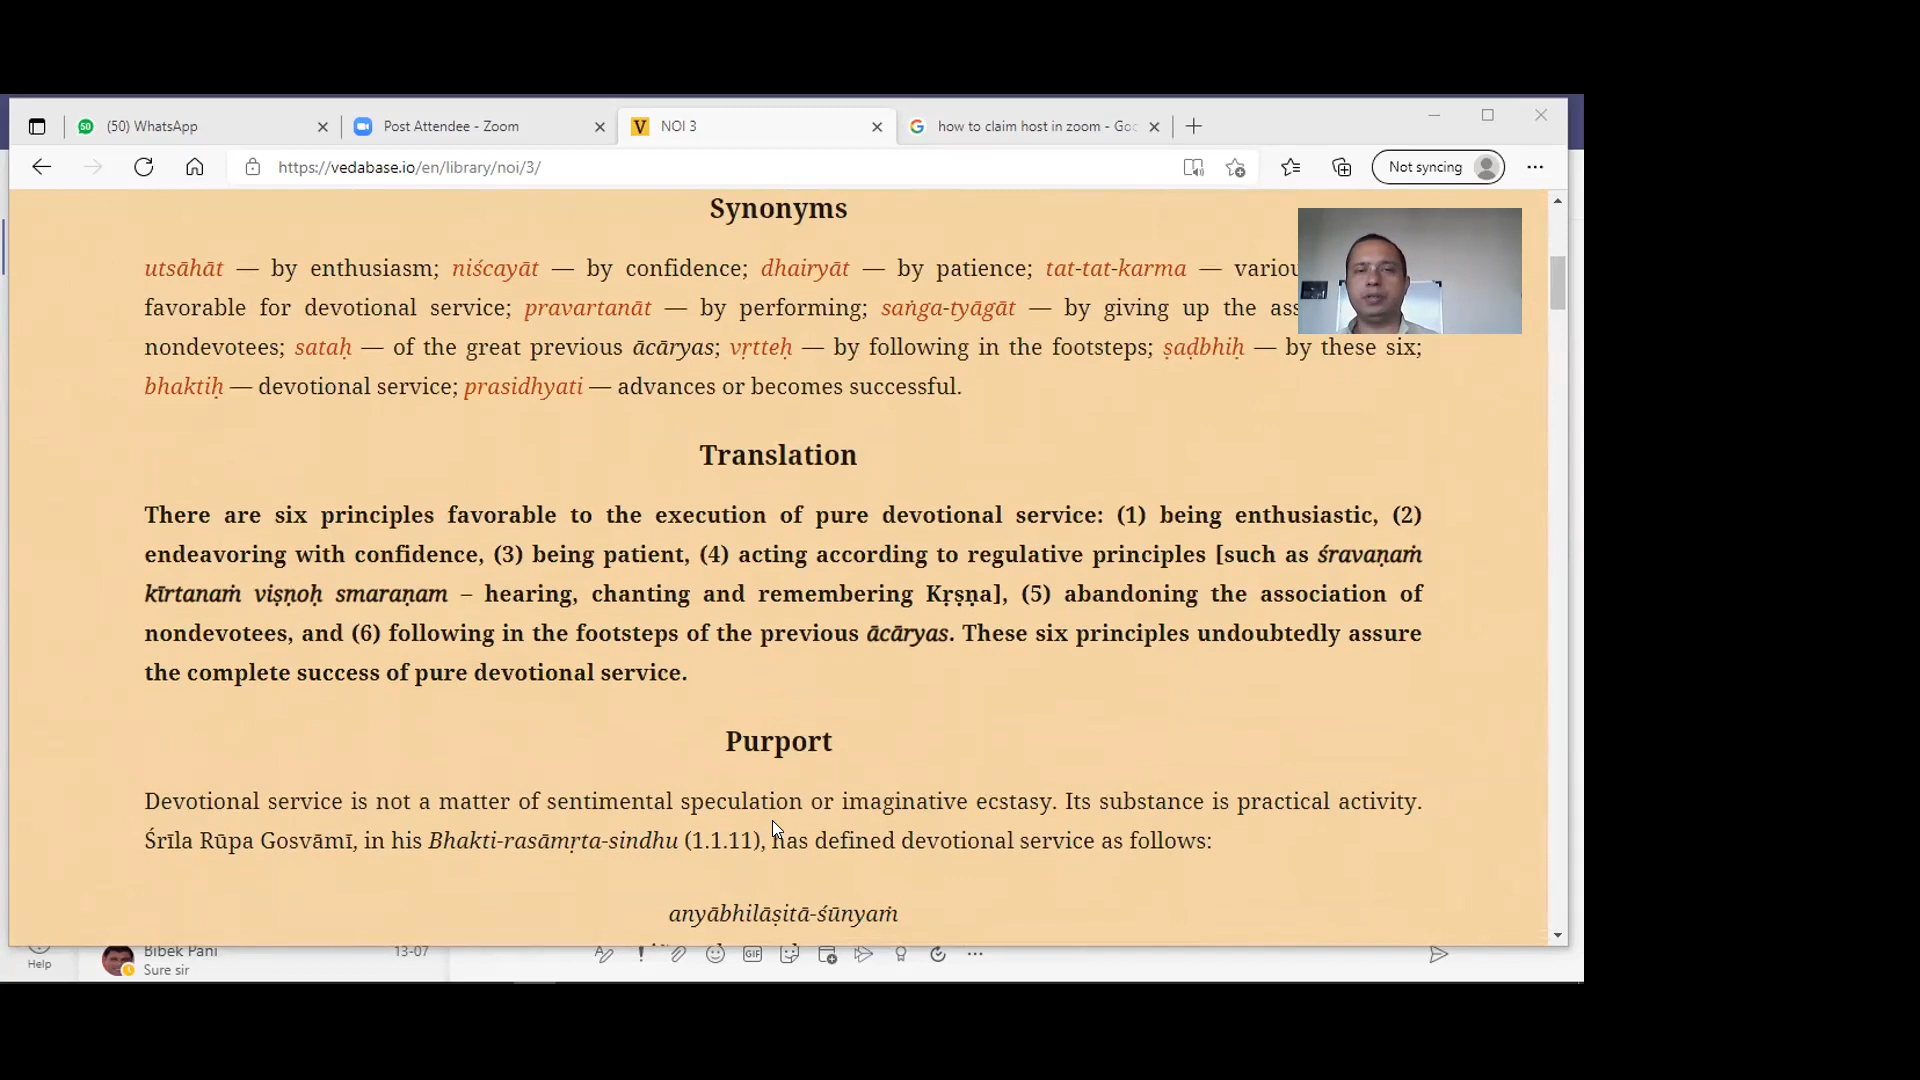 (50) WhatsApp
Post Attendee - Zoom
NOI 3
how to claim host in zoom - Goo
https://vedabase.io/en/library/noi/3/
Not syncing
Synonyms
utsāhāt — by enthusiasm; niścayāt — by confidence; dhairyāt — by patience; tat-tat-karma —
favorable for devotional service; pravartanāt — by performing; saṅga-tyāgāt — by giving up the
nondevotees; sataḥ — of the great previous ācāryas; vṛtteḥ — by following in the footsteps; ṣaḍbhiḥ — by these six;
bhaktiḥ — devotional service; prasidhyati — advances or becomes successful.
Translation
There are six principles favorable to the execution of pure devotional service: (1) being enthusiastic, (2)
endeavoring with confidence, (3) being patient, (4) acting according to regulative principles [such as śravaṇaṁ
kīrtanaṁ viṣṇoḥ smaraṇam – hearing, chanting and remembering Kṛṣṇa], (5) abandoning the association of
nondevotees, and (6) following in the footsteps of the previous ācāryas. These six principles undoubtedly assure
the complete success of pure devotional service.
Purport
Devotional service is not a matter of sentimental speculation or imaginative ecstasy. Its substance is practical activity.
Śrīla Rūpa Gosvāmī, in his Bhakti-rasāmṛta-sindhu (1.1.11), has defined devotional service as follows:
anyābhilāṣitā-śūnyaṁ
Help
Bibek Pani
13-07
Sure sir
GIF